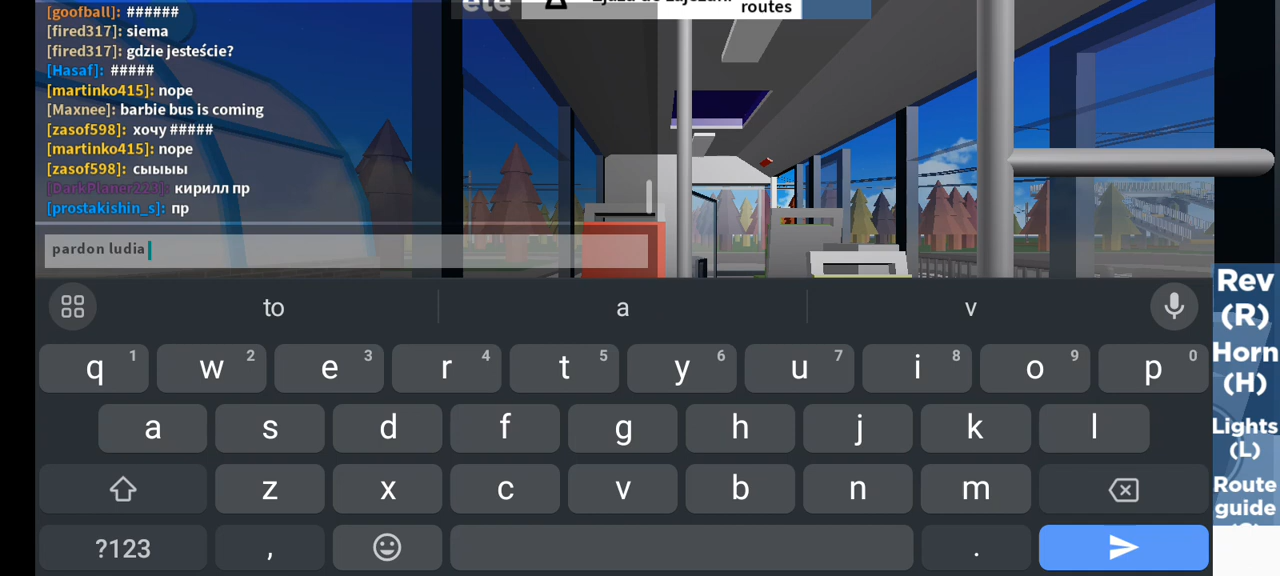 [goofball]: ######
[fired317]: siema
[fired317]: gdzie jesteście?
[Hasaf]: #####
[martinko415]: nope
[Maxnee]: barbie bus is coming
[zasof598]: хочу #####
[martinko415]: nope
[zasof598]: сыыыы
[DarkPlaner223]: кирилл пр
[prostakishin_s]: пр
pardon ludia
routes
to a v
q 1 w 2 e 3 r 4 t 5 y 6 u 7 i 8 o 9 p 0
a s d f g h j k l
z x c v b n m
?123 , .
Rev
(R)
Horn
(H)
Lights
(L)
Route
guide